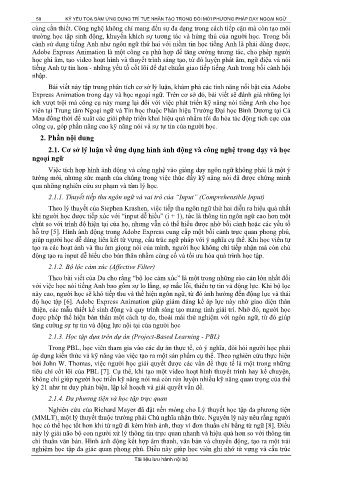 58 KỶ YẾU TỌA ĐÀM ỨNG DỤNG TRÍ TUỆ NHÂN TẠO TRONG ĐỔI MỚI PHƯƠNG PHÁP DẠY NGOẠI NGỮ
cùng cần thiết. Công nghệ không chỉ mang đến sự đa dạng trong cách tiếp cận mà còn tạo môi
trường học tập sinh động, khuyến khích sự tương tác và hứng thú của người học. Trong bối
cảnh sử dụng tiếng Anh như ngôn ngữ thứ hai với niềm tin học tiếng Anh là phải dùng được,
Adobe Express Animation là một công cụ phù hợp để tăng cường tương tác, cho phép người
học ghi âm, tạo video hoạt hình và thuyết trình sáng tạo, từ đó luyện phát âm, ngữ điệu và nói
tiếng Anh tự tin hơn - những yếu tố cốt lõi để đạt chuẩn giao tiếp tiếng Anh trong bối cảnh hội
nhập.
Bài viết này tập trung phân tích cơ sở lý luận, khám phá các tính năng nổi bật của Adobe
Express Animation trong dạy và học ngoại ngữ. Trên cơ sở đó, bài viết sẽ đánh giá những lợi
ích vượt trội mà công cụ này mang lại đối với việc phát triển kỹ năng nói tiếng Anh cho học
viên tại Trung tâm Ngoại ngữ và Tin học thuộc Phân hiệu Trường Đại học Bình Dương tại Cà
Mau đồng thời đề xuất các giải pháp triển khai hiệu quả nhằm tối đa hóa tác động tích cực của
công cụ, góp phần nâng cao kỹ năng nói và sự tự tin của người học.
2. Phần nội dung
2.1. Cơ sở lý luận về ứng dụng hình ảnh động và công nghệ trong dạy và học
ngoại ngữ
Việc tích hợp hình ảnh động và công nghệ vào giảng dạy ngôn ngữ không phải là một ý
tưởng mới, nhưng sức mạnh của chúng trong việc thúc đẩy kỹ năng nói đã được chứng minh
qua những nghiên cứu sư phạm và tâm lý học.
2.1.1. Thuyết tiếp thu ngôn ngữ và vai trò của "Input" (Comprehensible Input)
Theo lý thuyết của Stephen Krashen, việc tiếp thu ngôn ngữ thứ hai diễn ra hiệu quả nhất
khi người học được tiếp xúc với "input dễ hiểu" (i + 1), tức là thông tin ngôn ngữ cao hơn một
chút so với trình độ hiện tại của họ, nhưng vẫn có thể hiểu được nhờ bối cảnh hoặc các yếu tố
hỗ trợ [5]. Hình ảnh động trong Adobe Express cung cấp một bối cảnh trực quan phong phú,
giúp người học dễ dàng liên kết từ vựng, cấu trúc ngữ pháp với ý nghĩa cụ thể. Khi học viên tự
tạo ra các hoạt ảnh và thu âm giọng nói của mình, người học không chỉ tiếp nhận mà còn chủ
động tạo ra input dễ hiểu cho bản thân nhằm củng cố và tối ưu hóa quá trình học tập.
2.1.2. Bộ lọc cảm xúc (Affective Filter)
Theo bài viết của Du cho rằng "bộ lọc cảm xúc" là một trong những rào cản lớn nhất đối
với việc học nói tiếng Anh bao gồm sự lo lắng, sợ mắc lỗi, thiếu tự tin và động lực. Khi bộ lọc
này cao, người học sẽ khó tiếp thu và thể hiện ngôn ngữ, từ đó ảnh hưởng đến động lực và thái
độ học tập [6]. Adobe Express Animation giúp giảm đáng kể áp lực này nhờ giao diện thân
thiện, các mẫu thiết kế sinh động và quy trình sáng tạo mang tính giải trí. Nhờ đó, người học
được phép thể hiện bản thân một cách tự do, thoải mái thử nghiệm với ngôn ngữ, từ đó giúp
tăng cường sự tự tin và động lực nội tại của người học
2.1.3. Học tập dựa trên dự án (Project-Based Learning - PBL)
Trong PBL, học viên tham gia vào các dự án thực tế, có ý nghĩa, đòi hỏi người học phải
áp dụng kiến thức và kỹ năng vào việc tạo ra một sản phẩm cụ thể. Theo nghiên cứu thực hiện
bởi John W. Thomas, việc người học giải quyết được các vấn đề thực tế là một trong những
tiêu chí cốt lõi của PBL [7]. Cụ thể, khi tạo một video hoạt hình thuyết trình hay kể chuyện,
không chỉ giúp người học triển kỹ năng nói mà còn rèn luyện nhiều kỹ năng quan trọng của thế
kỷ 21 như tư duy phản biện, lập kế hoạch và giải quyết vấn đề.
2.1.4. Đa phương tiện và học tập trực quan
Nghiên cứu của Richard Mayer đã đặt nền móng cho Lý thuyết học tập đa phương tiện
(MMLT), một lý thuyết thuộc trường phái Chủ nghĩa nhận thức. Nguyên lý này nêu rằng người
học có thể học tốt hơn khi từ ngữ đi kèm hình ảnh, thay vì đơn thuần chỉ bằng từ ngữ [8]. Điều
này lý giải não bộ con người xử lý thông tin trực quan nhanh và hiệu quả hơn so với thông tin
chỉ thuần văn bản. Hình ảnh động kết hợp âm thanh, văn bản và chuyển động, tạo ra một trải
nghiệm học tập đa giác quan phong phú. Điều này giúp học viên ghi nhớ từ vựng và cấu trúc
Tài liệu lưu hành nội bộ